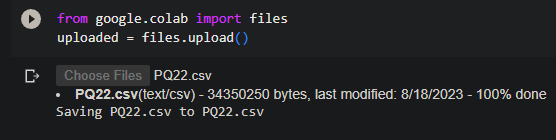 from google.colab import files
uploaded = files.upload()
Choose Files PQ22.csv
• PQ22.csv(text/csv) - 34350250 bytes, last modified: 8/18/2023 - 100% done
Saving PQ22.csv to PQ22.csv